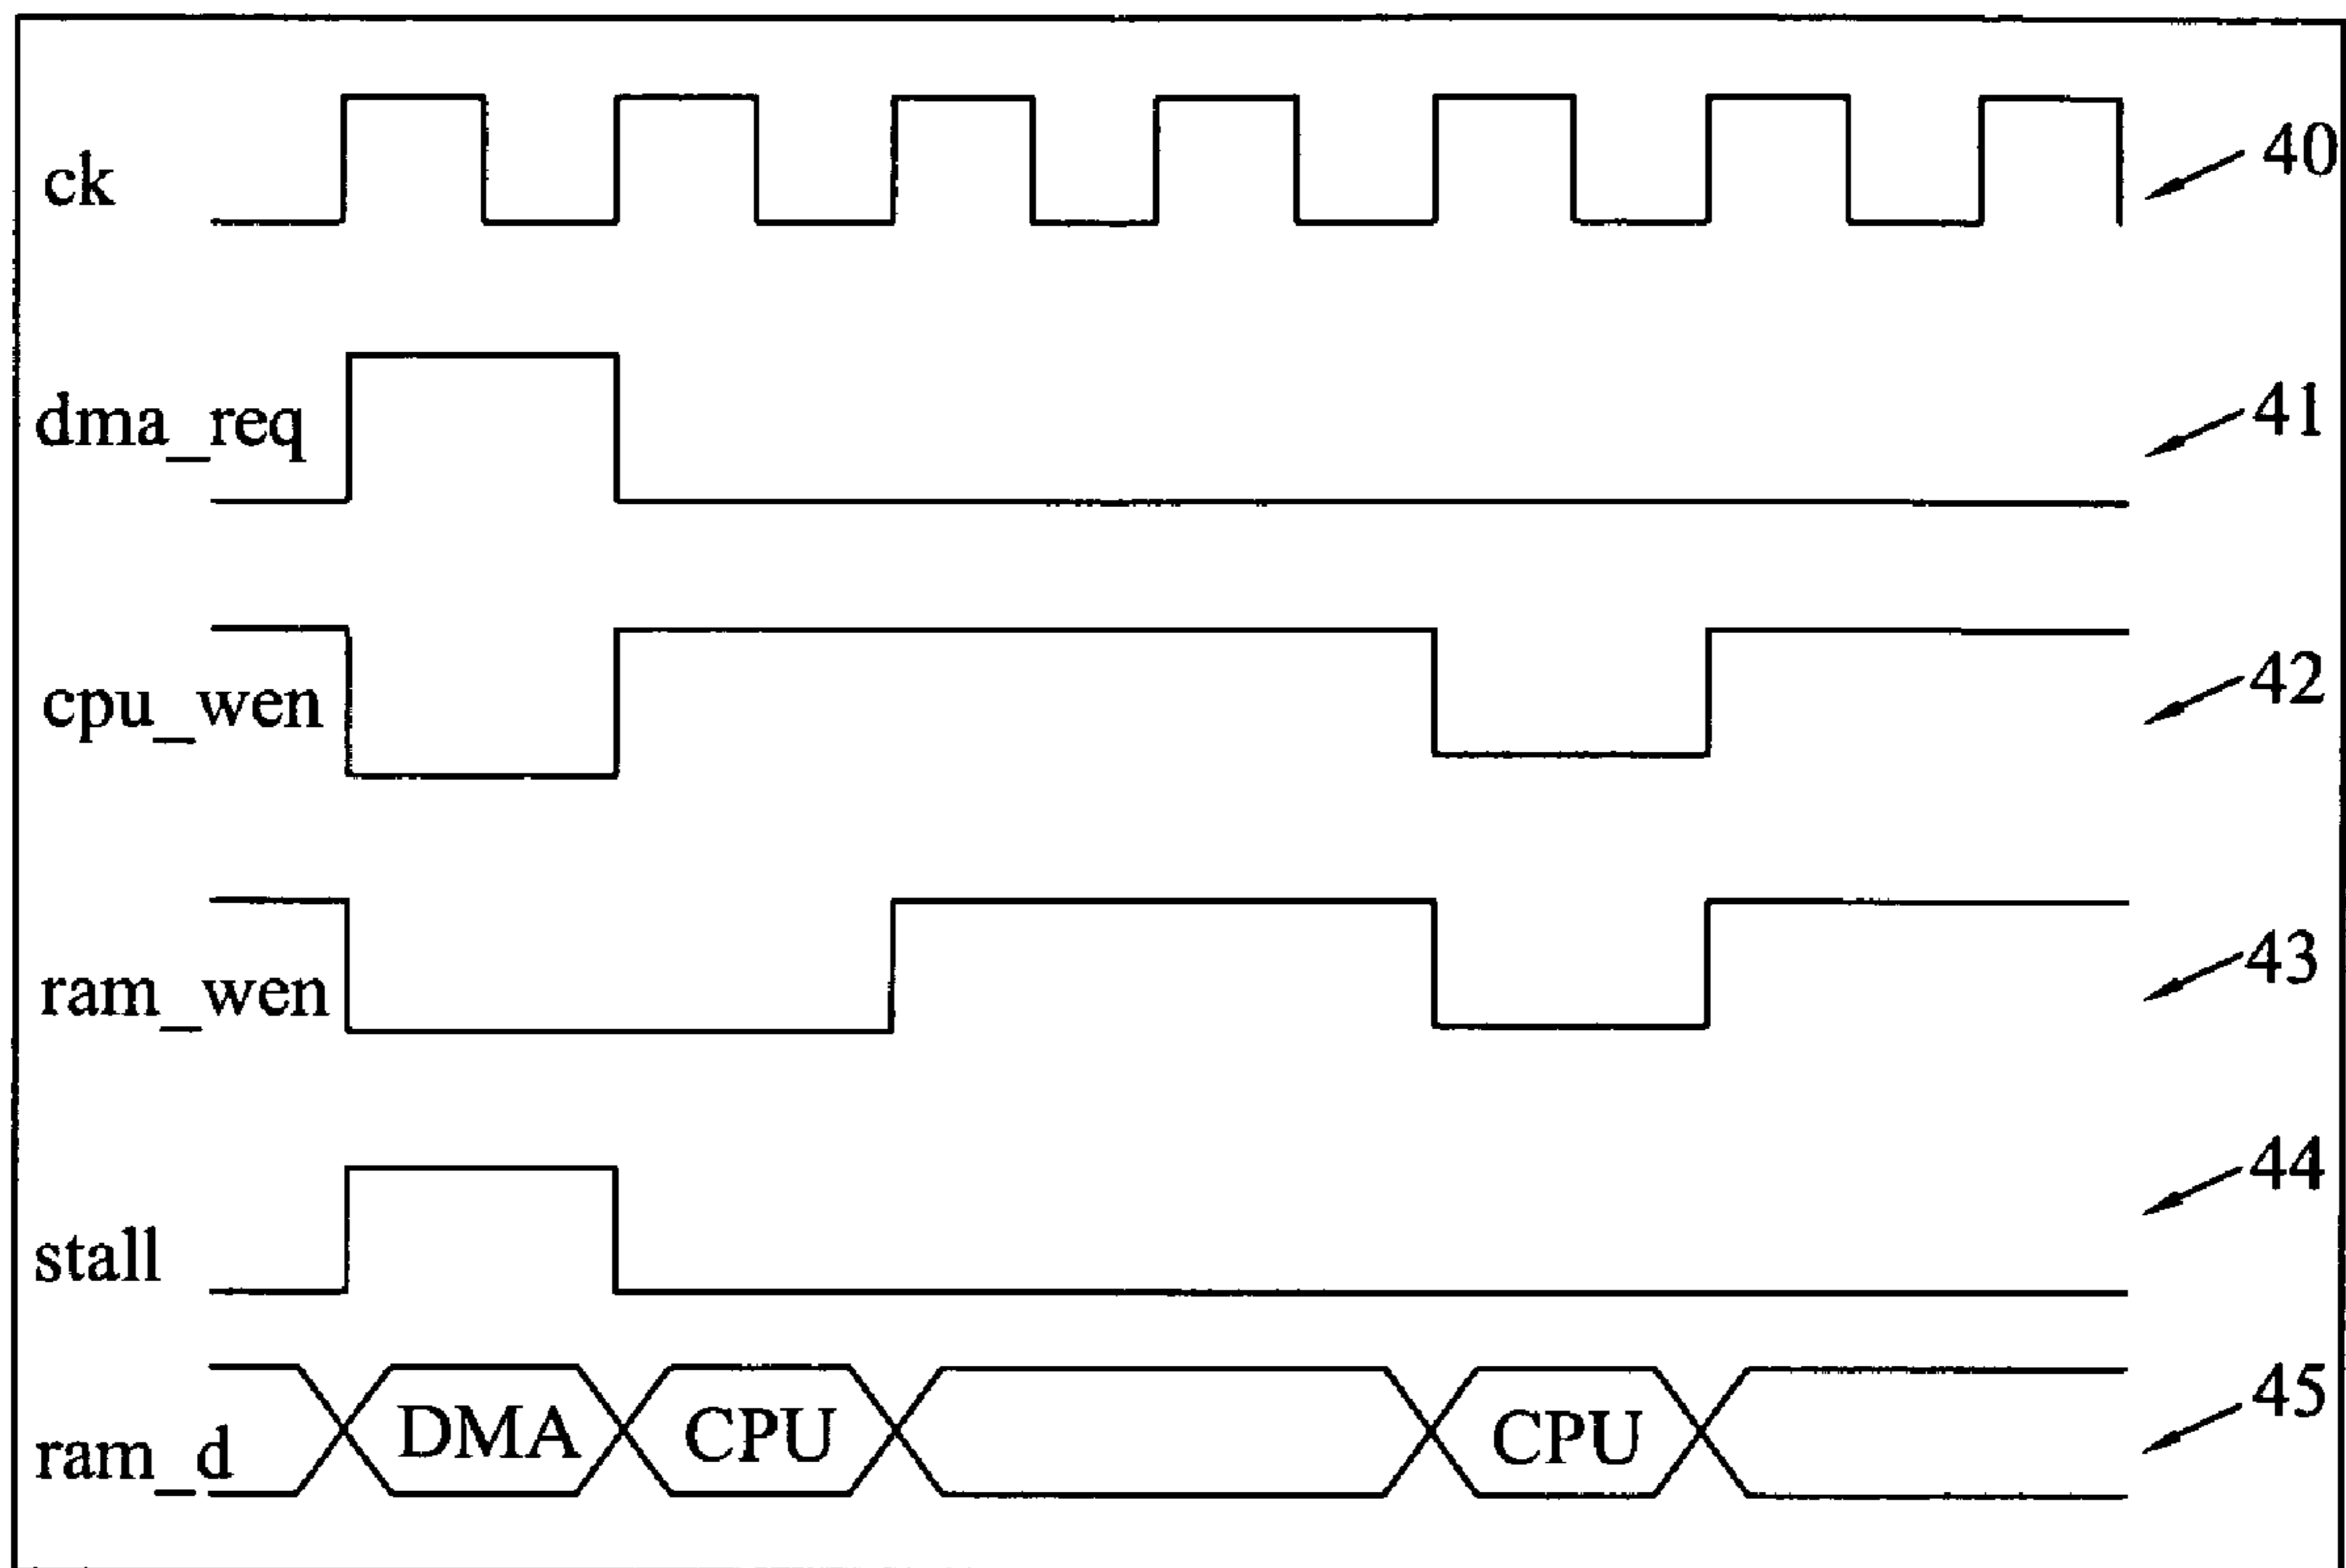 ck 40
dma_req 41
cpu_wen 42
ram_wen 43
stall 44
ram_d DMA CPU CPU 45